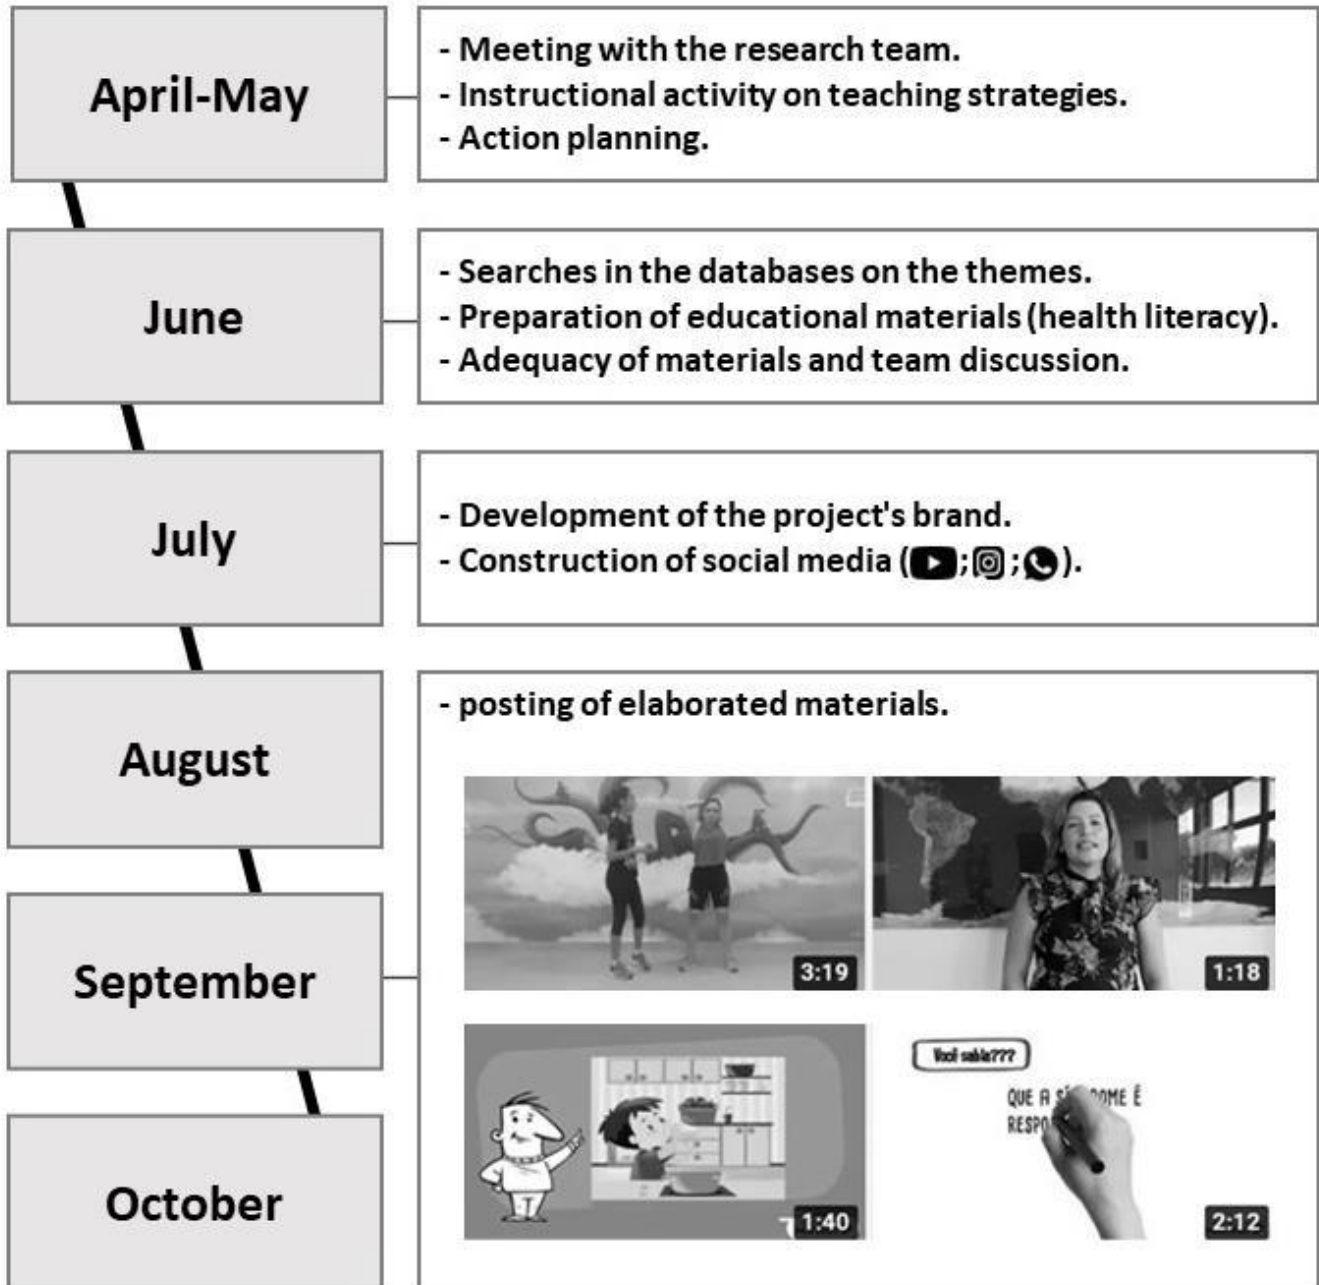 April-May
- Meeting with the research team.
- Instructional activity on teaching strategies.
- Action planning.
June
- Searches in the databases on the themes.
- Preparation of educational materials (health literacy).
- Adequacy of materials and team discussion.
July
- Development of the project's brand.
- Construction of social media ( ; ; ).
August
September
October
- posting of elaborated materials.
3:19
1:18
1:40
Você sabia???
QUE A É
RESPO
2:12